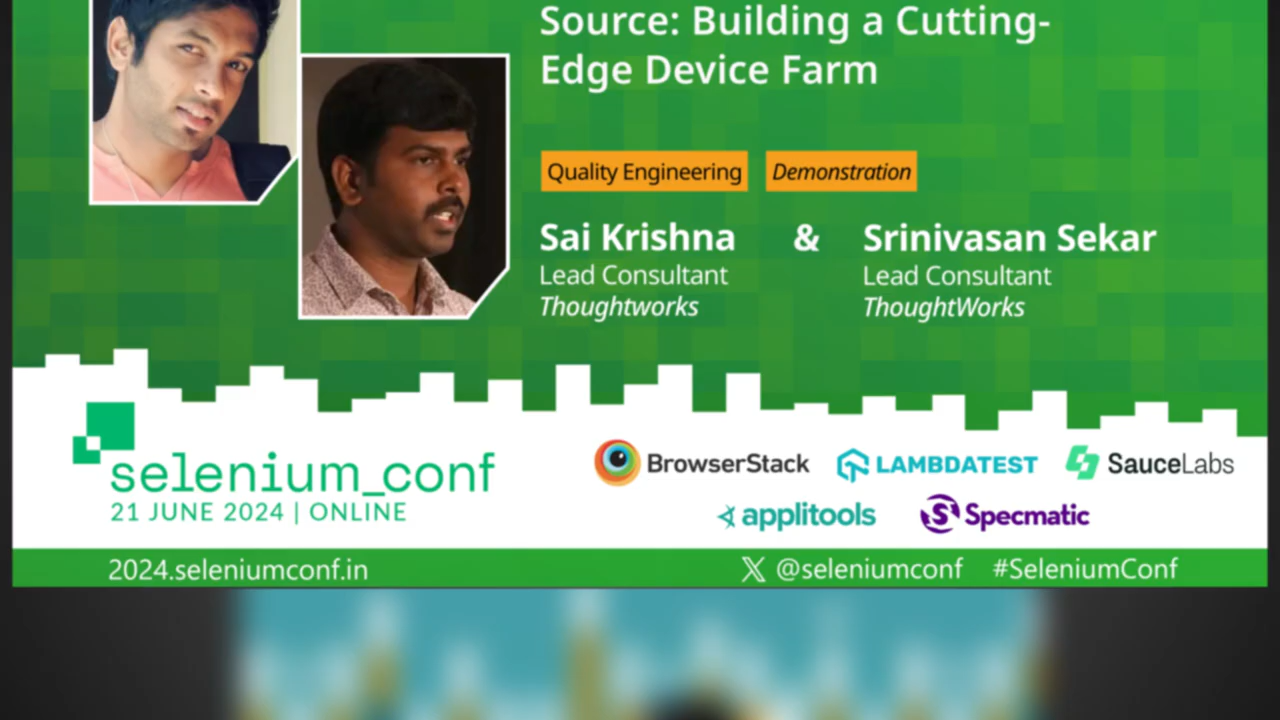 Source: Building a Cutting-
Edge Device Farm
Quality Engineering Demonstration
Sai Krishna & Srinivasan Sekar
Lead Consultant Lead Consultant
Thoughtworks ThoughtWorks
selenium_conf
21 JUNE 2024 | ONLINE
BrowserStack LAMBDATEST SauceLabs
applitools Specmatic
2024.seleniumconf.in X @seleniumconf #SeleniumConf